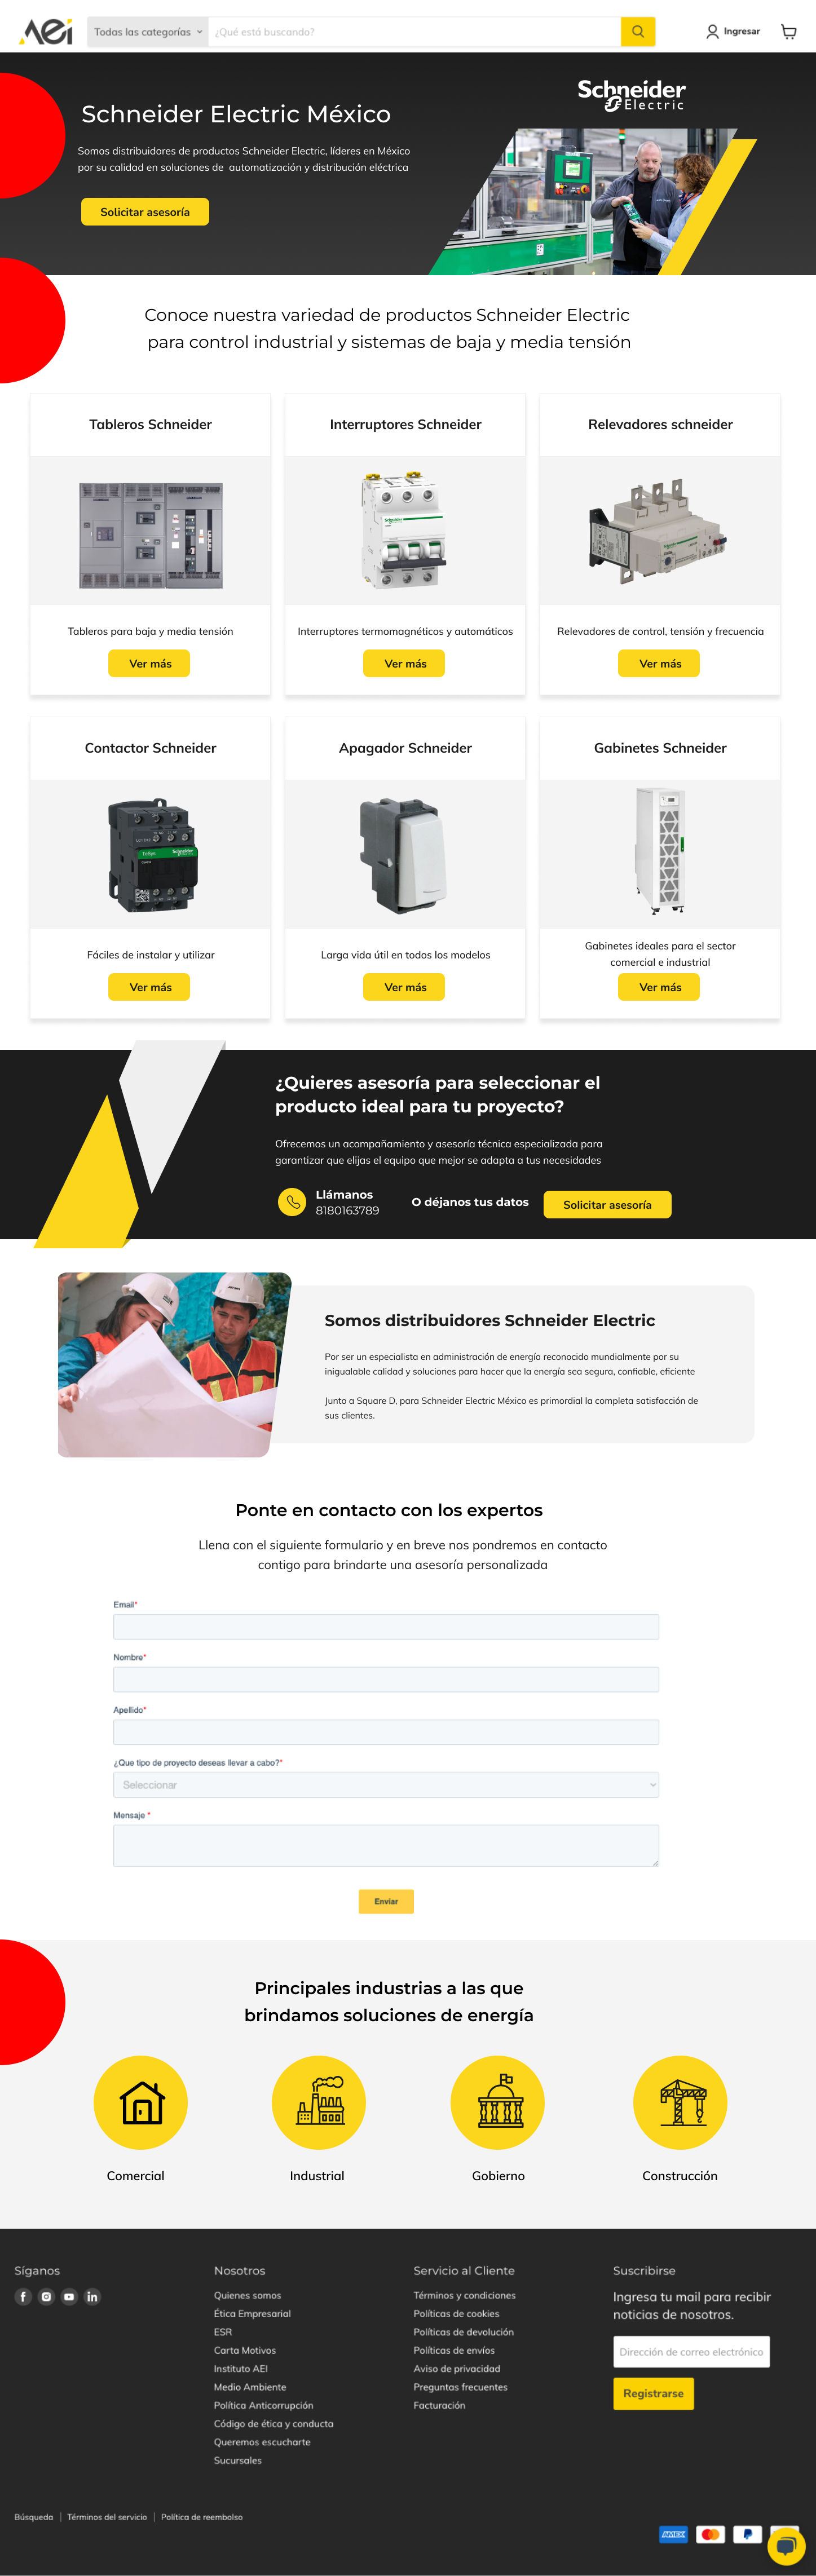 AEi
Todas las categorías
¿Qué está buscando?
Ingresar
Schneider Electric México
Schneider
Electric
Somos distribuidores de productos Schneider Electric, líderes en México
por su calidad en soluciones de automatización y distribución eléctrica
Solicitar asesoría
Conoce nuestra variedad de productos Schneider Electric
para control industrial y sistemas de baja y media tensión
Tableros Schneider
Interruptores Schneider
Relevadores schneider
Schneider
Tableros para baja y media tensión
Interruptores termomagnéticos y automáticos
Relevadores de control, tensión y frecuencia
Ver más
Ver más
Ver más
Contactor Schneider
Apagador Schneider
Gabinetes Schneider
TeSys
Schneider
Fáciles de instalar y utilizar
Larga vida útil en todos los modelos
Gabinetes ideales para el sector
comercial e industrial
Ver más
Ver más
Ver más
¿Quieres asesoría para seleccionar el
producto ideal para tu proyecto?
Ofrecemos un acompañamiento y asesoría técnica especializada para
garantizar que elijas el equipo que mejor se adapta a tus necesidades
Llámanos
8180163789
O déjanos tus datos
Solicitar asesoría
Somos distribuidores Schneider Electric
Por ser un especialista en administración de energía reconocido mundialmente por su
inigualable calidad y soluciones para hacer que la energía sea segura, confiable, eficiente
Junto a Square D, para Schneider Electric México es primordial la completa satisfacción de
sus clientes.
Ponte en contacto con los expertos
Llena con el siguiente formulario y en breve nos pondremos en contacto
contigo para brindarte una asesoría personalizada
Email*
Nombre*
Apellido*
¿Que tipo de proyecto deseas llevar a cabo?*
Seleccionar
Mensaje *
Enviar
Principales industrias a las que
brindamos soluciones de energía
Comercial
Industrial
Gobierno
Construcción
Síganos
Nosotros
Quienes somos
Ética Empresarial
ESR
Carta Motivos
Instituto AEI
Medio Ambiente
Política Anticorrupción
Código de ética y conducta
Queremos escucharte
Sucursales
Servicio al Cliente
Términos y condiciones
Políticas de cookies
Políticas de devolución
Políticas de envíos
Aviso de privacidad
Preguntas frecuentes
Facturación
Suscribirse
Ingresa tu mail para recibir
noticias de nosotros.
Dirección de correo electrónico
Registrarse
Búsqueda
Términos del servicio
Política de reembolso
AMEX